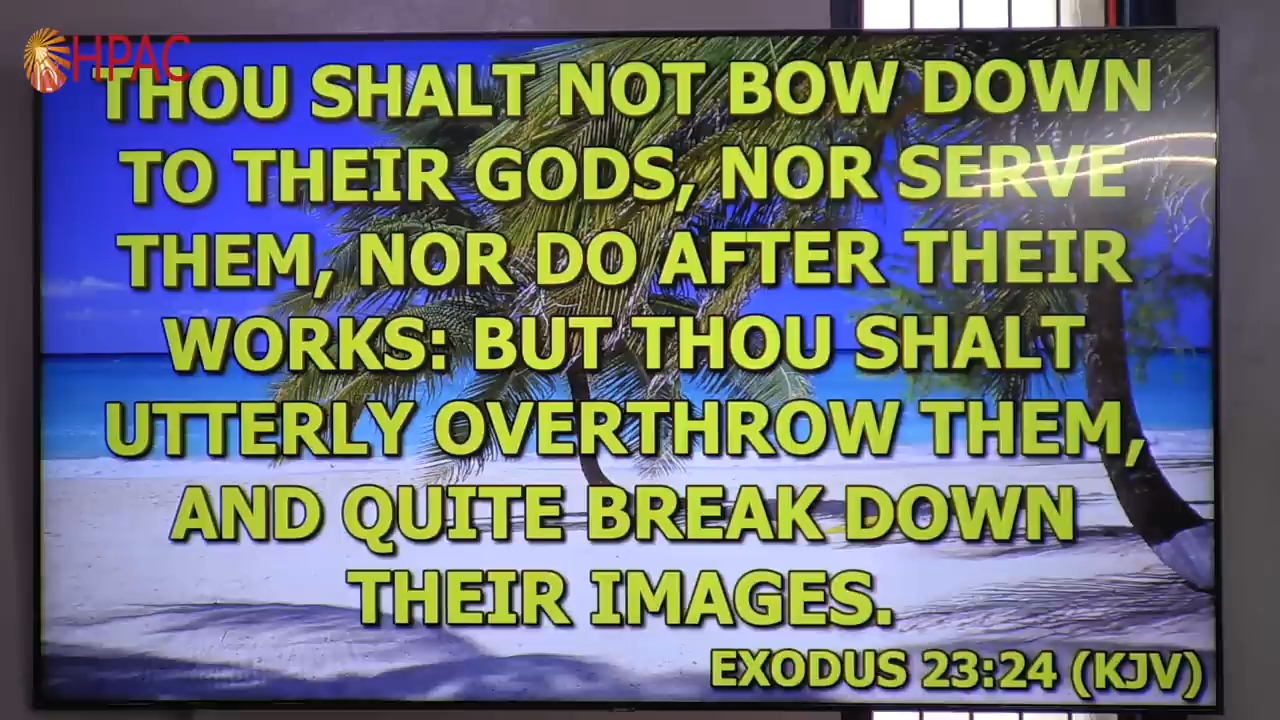 HPAC
THOU SHALT NOT BOW DOWN
TO THEIR GODS, NOR SERVE
THEM, NOR DO AFTER THEIR
WORKS: BUT THOU SHALT
UTTERLY OVERTHROW THEM,
AND QUITE BREAK DOWN
THEIR IMAGES.
EXODUS 23:24 (KJV)